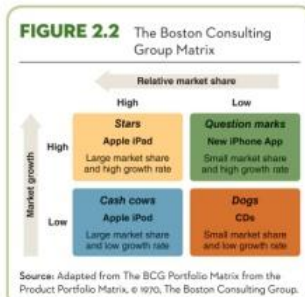 FIGURE 2.2 The Boston Consulting
Group Matrix
Relative market share
High Low
Market growth
High
Stars
Apple iPad
Large market share
and high growth rate
Question marks
New iPhone App
Small market share
and high growth rate
Low
Cash cows
Apple iPod
Large market share
and low growth rate
Dogs
CDs
Small market share
and low growth rate
Source: Adapted from The BCG Portfolio Matrix from the
Product Portfolio Matrix, © 1970, The Boston Consulting Group.